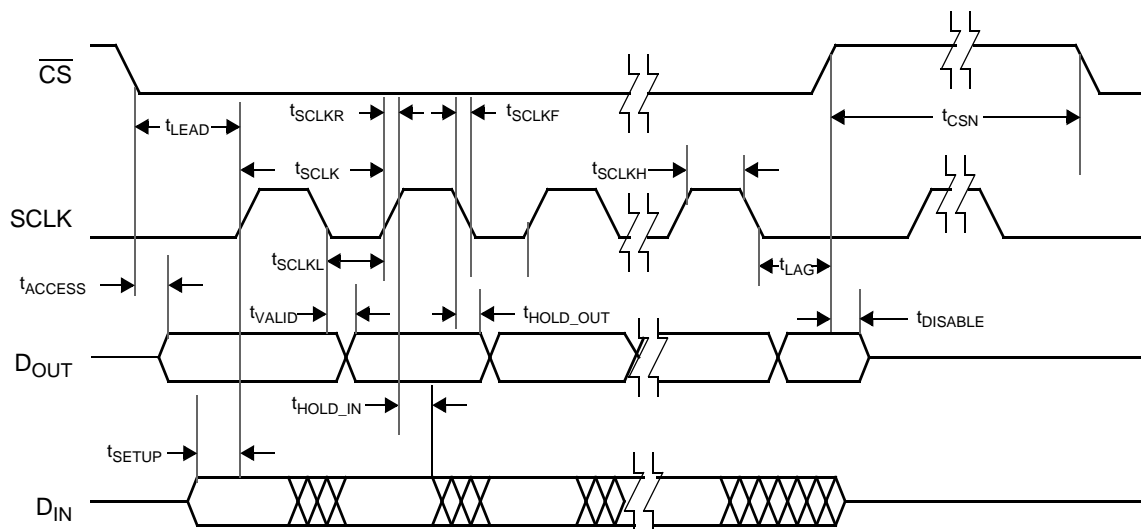 CS
tSCLKR
tSCLKF
tLEAD
tCSN
tSCLK
tSCLKH
SCLK
tSCLKL
tLAG
tACCESS
tVALID
tHOLD_OUT
tDISABLE
DOUT
tHOLD_IN
tSETUP
DIN